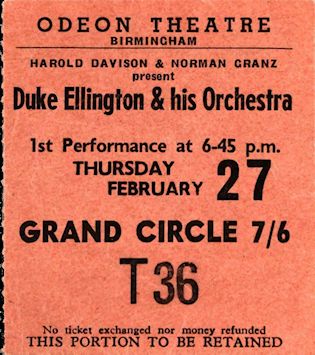 ODEON THEATRE
BIRMINGHAM
HAROLD DAVISON & NORMAN GRANZ
present
Duke Ellington & his Orchestra
1st Performance at 6-45 p.m.
THURSDAY
FEBRUARY 27
GRAND CIRCLE 7/6
T 36
No ticket exchanged nor money refunded
THIS PORTION TO BE RETAINED